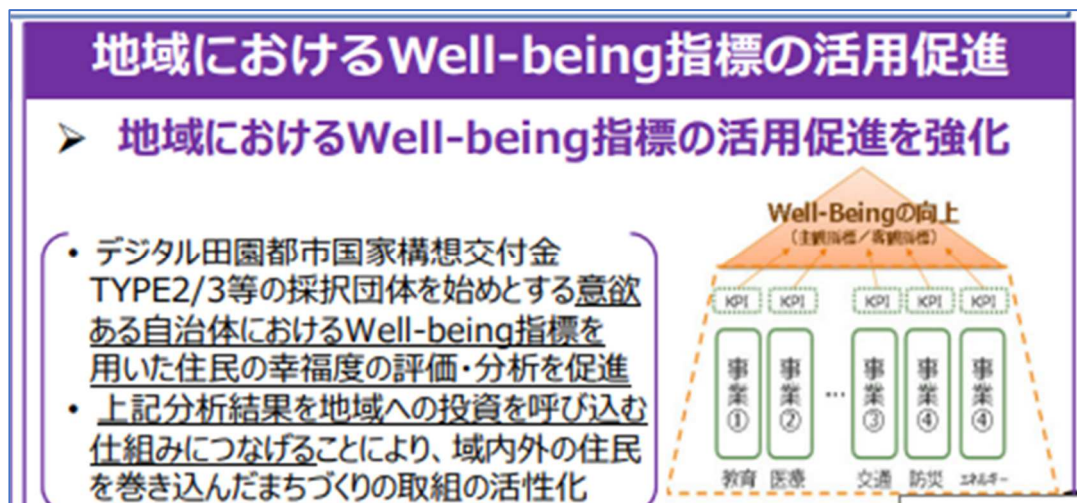 地域におけるWell-being指標の活用促進
➢ 地域におけるWell-being指標の活用促進を強化
• デジタル田園都市国家構想交付金
TYPE2/3等の採択団体を始めとする意欲
ある自治体におけるWell-being指標を
用いた住民の幸福度の評価・分析を促進
• 上記分析結果を地域への投資を呼び込む
仕組みにつなげることにより、域内外の住民
を巻き込んだまちづくりの取組の活性化
Well-Beingの向上
(主観指標/客観指標)
KPI KPI KPI KPI KPI
事業① 事業② … 事業③ 事業④ 事業④
教育 医療 交通 防災 エネルギー